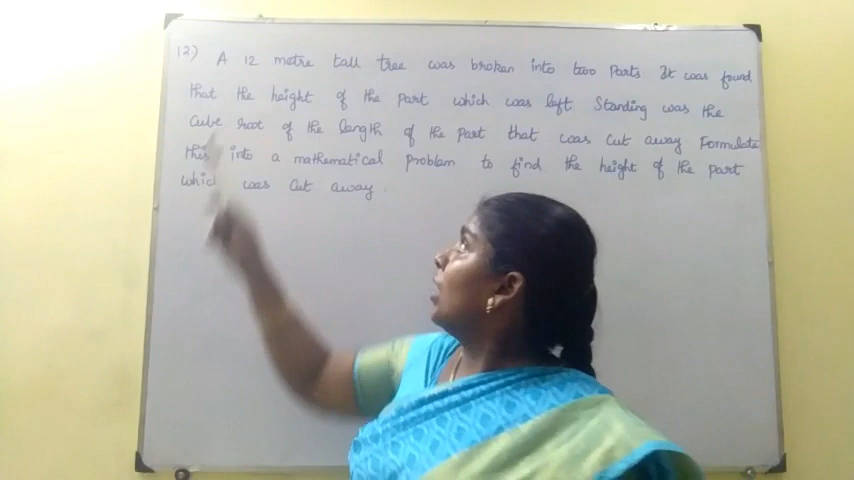 12) A 12 metre tall tree was broken into two parts It was found
that the height of the part which was left Standing was the
Cube root of the length of the part that was cut away Formulate
this into a mathematical problem to find the height of the part
which was cut away.